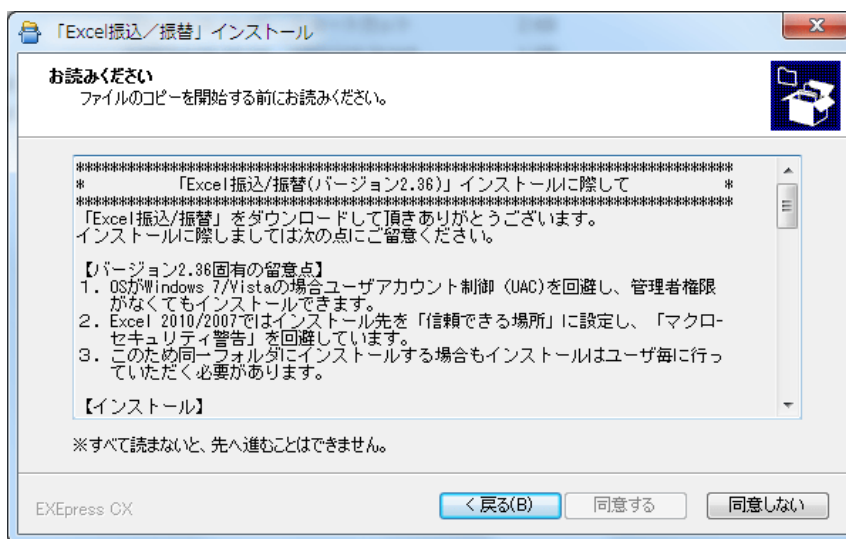 「Excel振込／振替」インストール
お読みください
ファイルのコピーを開始する前にお読みください。
******************************************************************************
* 「Excel振込/振替(バージョン2.36)」インストールに際して *
******************************************************************************
「Excel振込/振替」をダウンロードして頂きありがとうございます。
インストールに際しましては次の点にご留意ください。
【バージョン2.36固有の留意点】
1. OSがWindows 7/Vistaの場合ユーザアカウント制御 (UAC)を回避し、管理者権限
がなくてもインストールできます。
2. Excel 2010/2007ではインストール先を「信頼できる場所」に設定し、「マクロー
セキュリティ警告」を回避しています。
3. このため同一フォルダにインストールする場合もインストールはユーザ毎に行っ
ていただく必要があります。
【インストール】
※すべて読まないと、先へ進むことはできません。
EXEpress CX
< 戻る(B)
同意する
同意しない